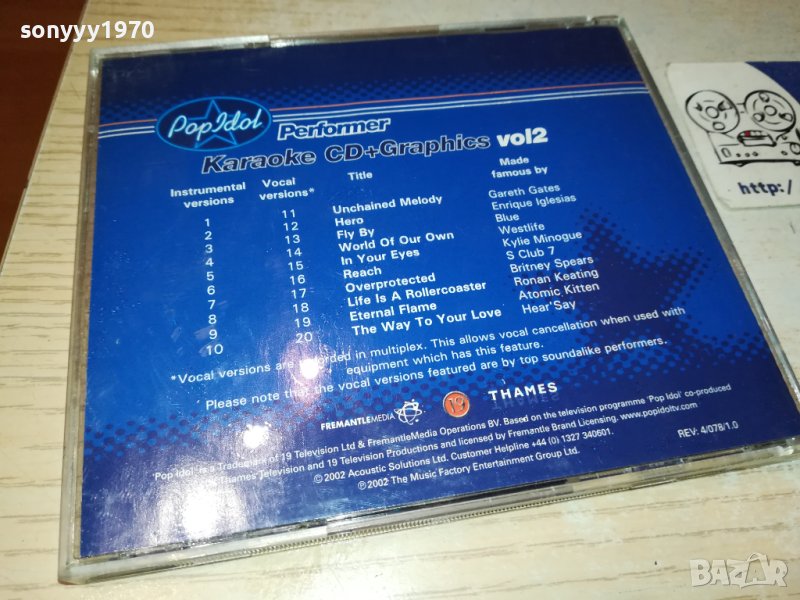 sonyyy1970
Pop Idol Performer
Karaoke CD+Graphics vol2
Instrumental versions Vocal versions* Title Made famous by
1 11 Unchained Melody Gareth Gates
2 12 Hero Enrique Iglesias
3 13 Fly By Blue
4 14 World Of Our Own Westlife
5 15 In Your Eyes Kylie Minogue
6 16 Reach S Club 7
7 17 Overprotected Britney Spears
8 18 Life Is A Rollercoaster Ronan Keating
9 19 Eternal Flame Atomic Kitten
10 20 The Way To Your Love Hear'Say
*Vocal versions are recorded in multiplex. This allows vocal cancellation when used with
equipment which has this feature.
Please note that the vocal versions featured are by top soundalike performers.
FREMANTLEMEDIA 19 THAMES
'Pop Idol' is a Trademark of 19 Television Ltd & FremantleMedia Operations BV. Based on the television programme 'Pop Idol' co-produced
Thames Television and 19 Television Productions and licensed by Fremantle Brand Licensing. www.popidoltv.com
©2002 Acoustic Solutions Ltd. Customer Helpline +44 (0) 1327 340601.
℗2002 The Music Factory Entertainment Group Ltd.
REV: 4/078/1.0
http:/
BAZAR